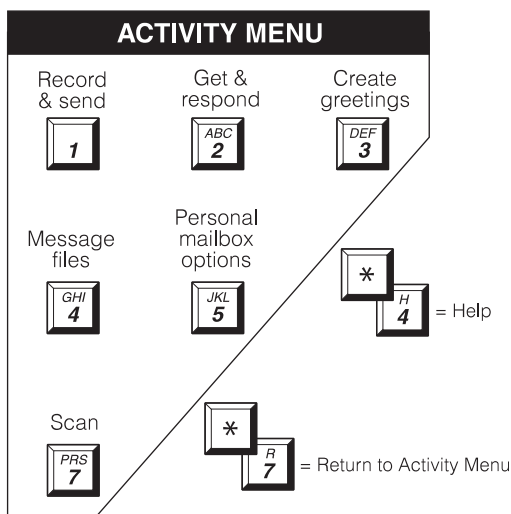 ACTIVITY MENU
Record
& send
1
Get &
respond
ABC
2
Create
greetings
DEF
3
Message
files
GHI
4
Personal
mailbox
options
JKL
5
*
H
4
= Help
Scan
PRS
7
*
R
7
= Return to Activity Menu